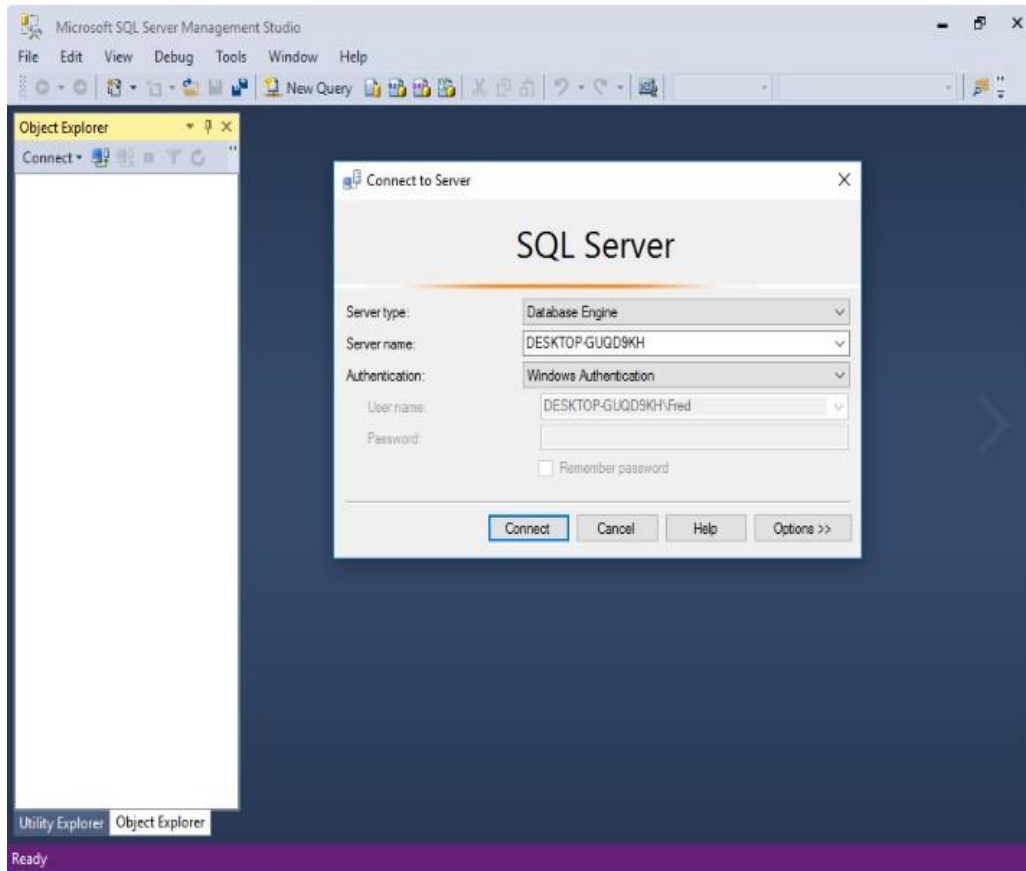 Microsoft SQL Server Management Studio
File Edit View Debug Tools Window Help
New Query
Object Explorer
Connect
Connect to Server
SQL Server
Server type: Database Engine
Server name: DESKTOP-GUQD9KH
Authentication: Windows Authentication
User name: DESKTOP-GUQD9KH\Fred
Password:
Remember password
Connect Cancel Help Options >>
Utility Explorer Object Explorer
Ready